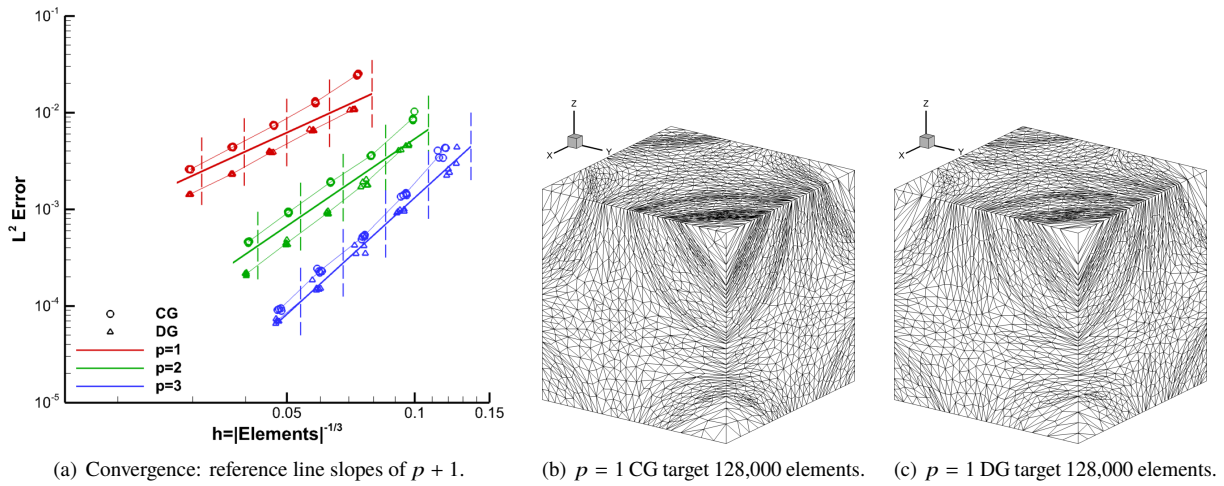 10^-1
10^-2
10^-3
10^-4
10^-5
L^2 Error
CG
DG
p=1
p=2
p=3
0.05 0.1 0.15
h=|Elements|^-1/3
Z
X Y
Z
X Y
(a) Convergence: reference line slopes of p + 1.
(b) p = 1 CG target 128,000 elements.
(c) p = 1 DG target 128,000 elements.